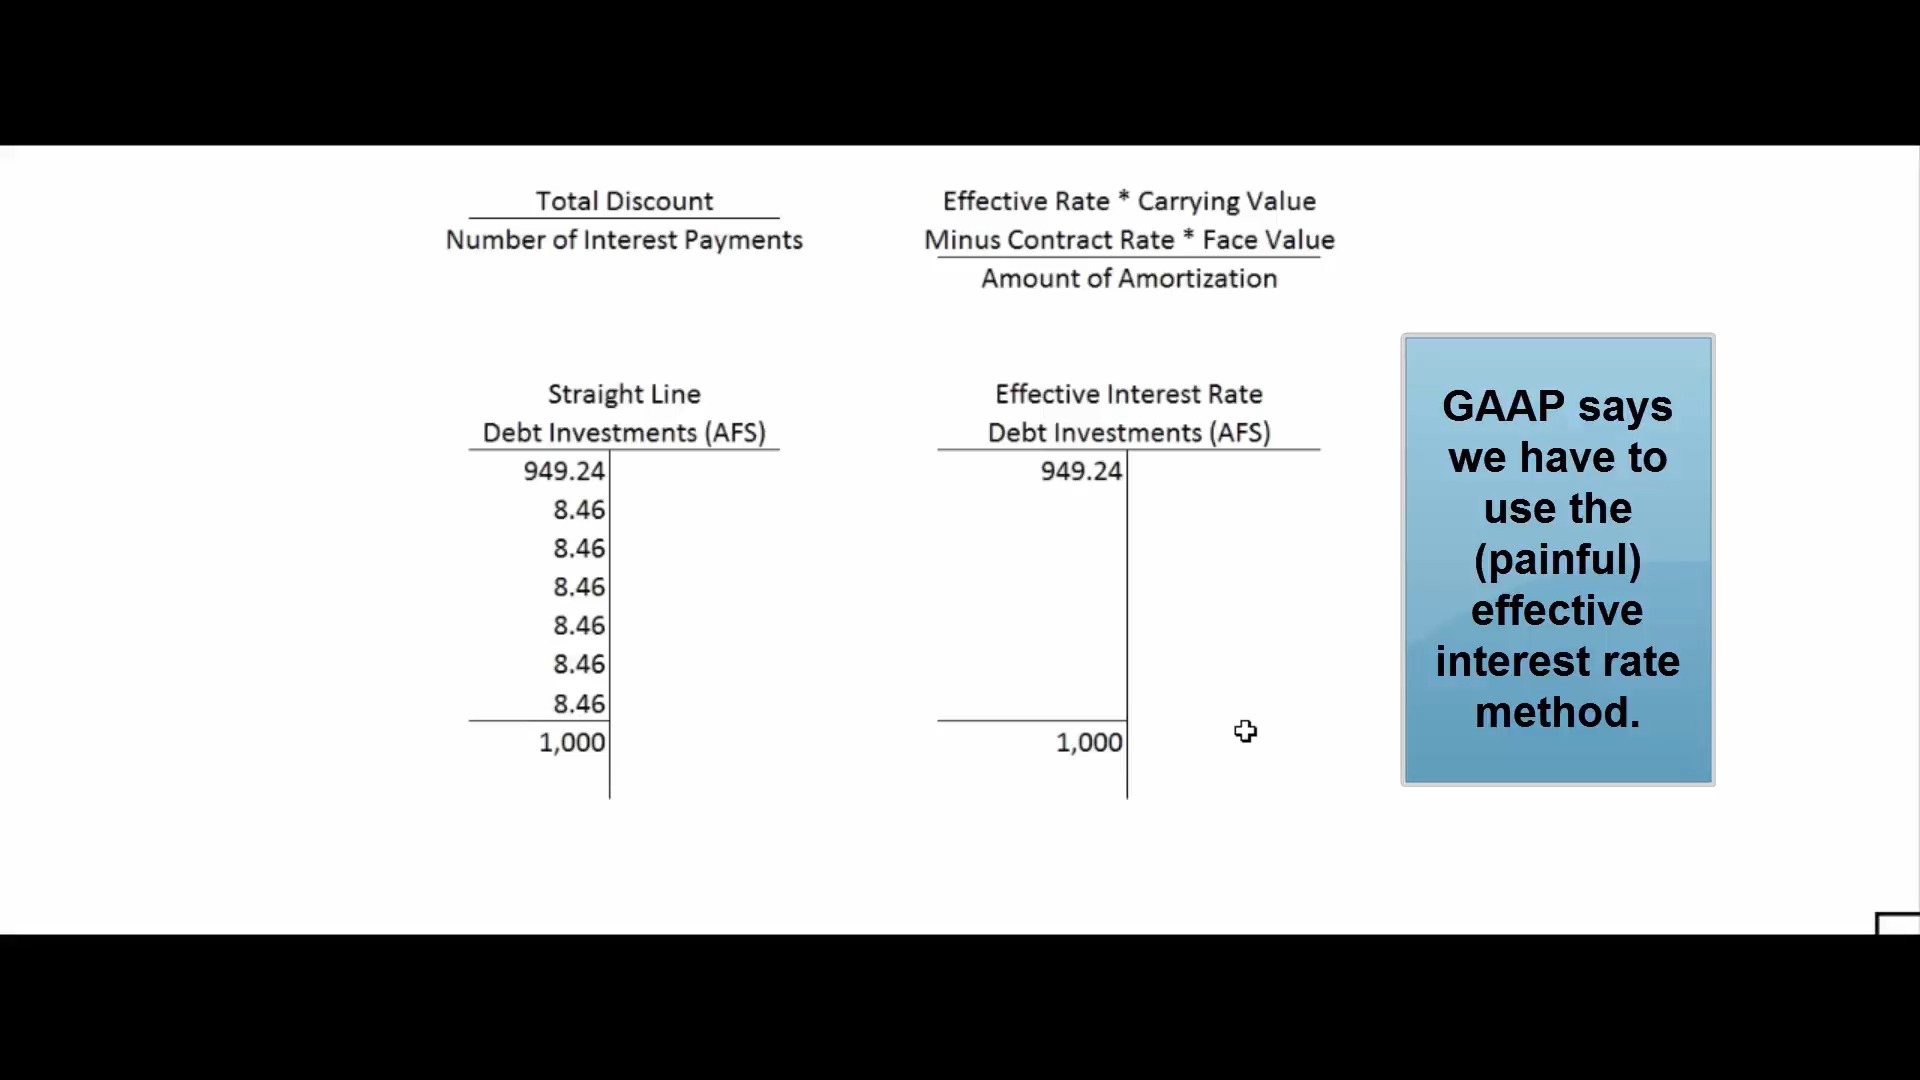 Total Discount
Number of Interest Payments
Effective Rate * Carrying Value
Minus Contract Rate * Face Value
Amount of Amortization
Straight Line
Debt Investments (AFS)
949.24
8.46
8.46
8.46
8.46
8.46
8.46
1,000
Effective Interest Rate
Debt Investments (AFS)
949.24
1,000
GAAP says
we have to
use the
(painful)
effective
interest rate
method.